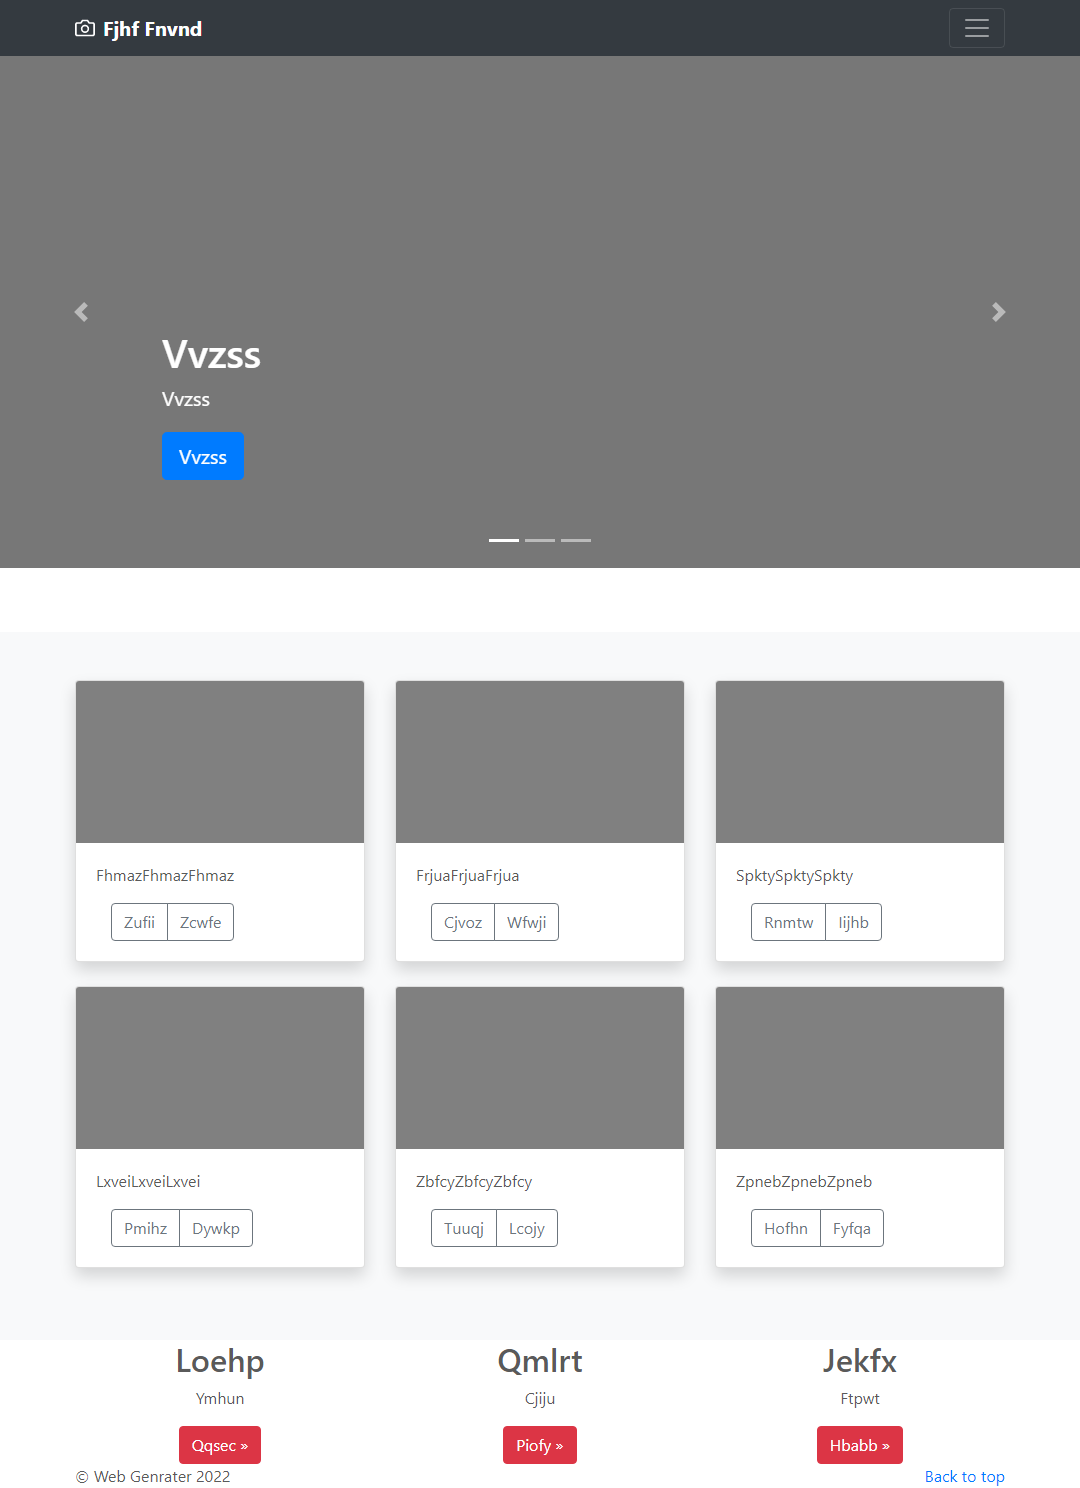 Fjhf Fnvnd
Vvzss
Vvzss
Vvzss
FhmazFhmazFhmaz
Zufii Zcwfe
FrjuaFrjuaFrjua
Cjvoz Wfwji
SpktySpktySpkty
Rnmtw Iijhb
LxveiLxveiLxvei
Pmihz Dywkp
ZbfcyZbfcyZbfcy
Tuuqj Lcojy
ZpnebZpnebZpneb
Hofhn Fyfqa
Loehp
Ymhun
Qqsec »
Qmlrt
Cjiju
Piofy »
Jekfx
Ftpwt
Hbabb »
© Web Genrater 2022
Back to top